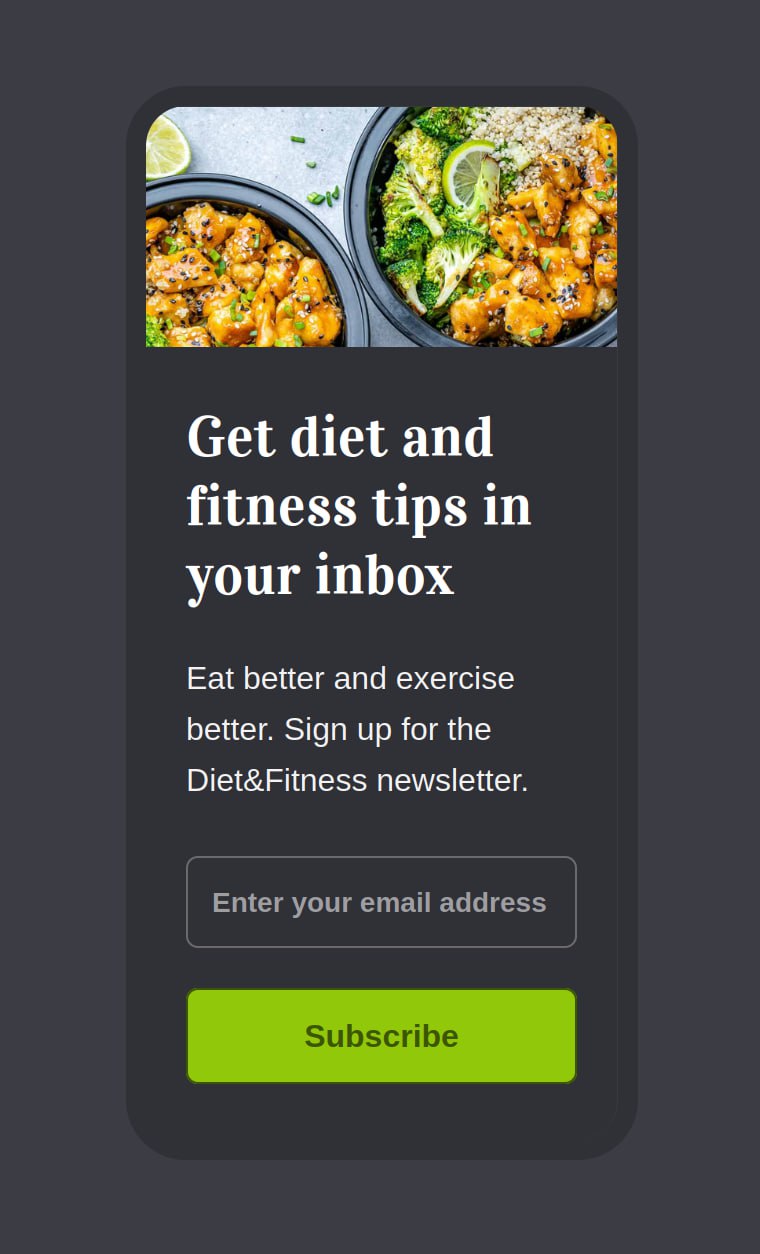 Get diet and
fitness tips in
your inbox
Eat better and exercise
better. Sign up for the
Diet&Fitness newsletter.
Enter your email address
Subscribe